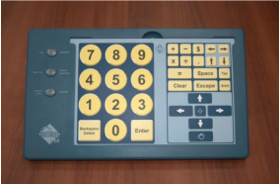 7 8 9
4 5 6
1 2 3
Backspace
Delete
0
Enter
+ - $ ← →
× ÷ . ↑ ↓
= Space Tab
Clear Escape
↑
← →
↓